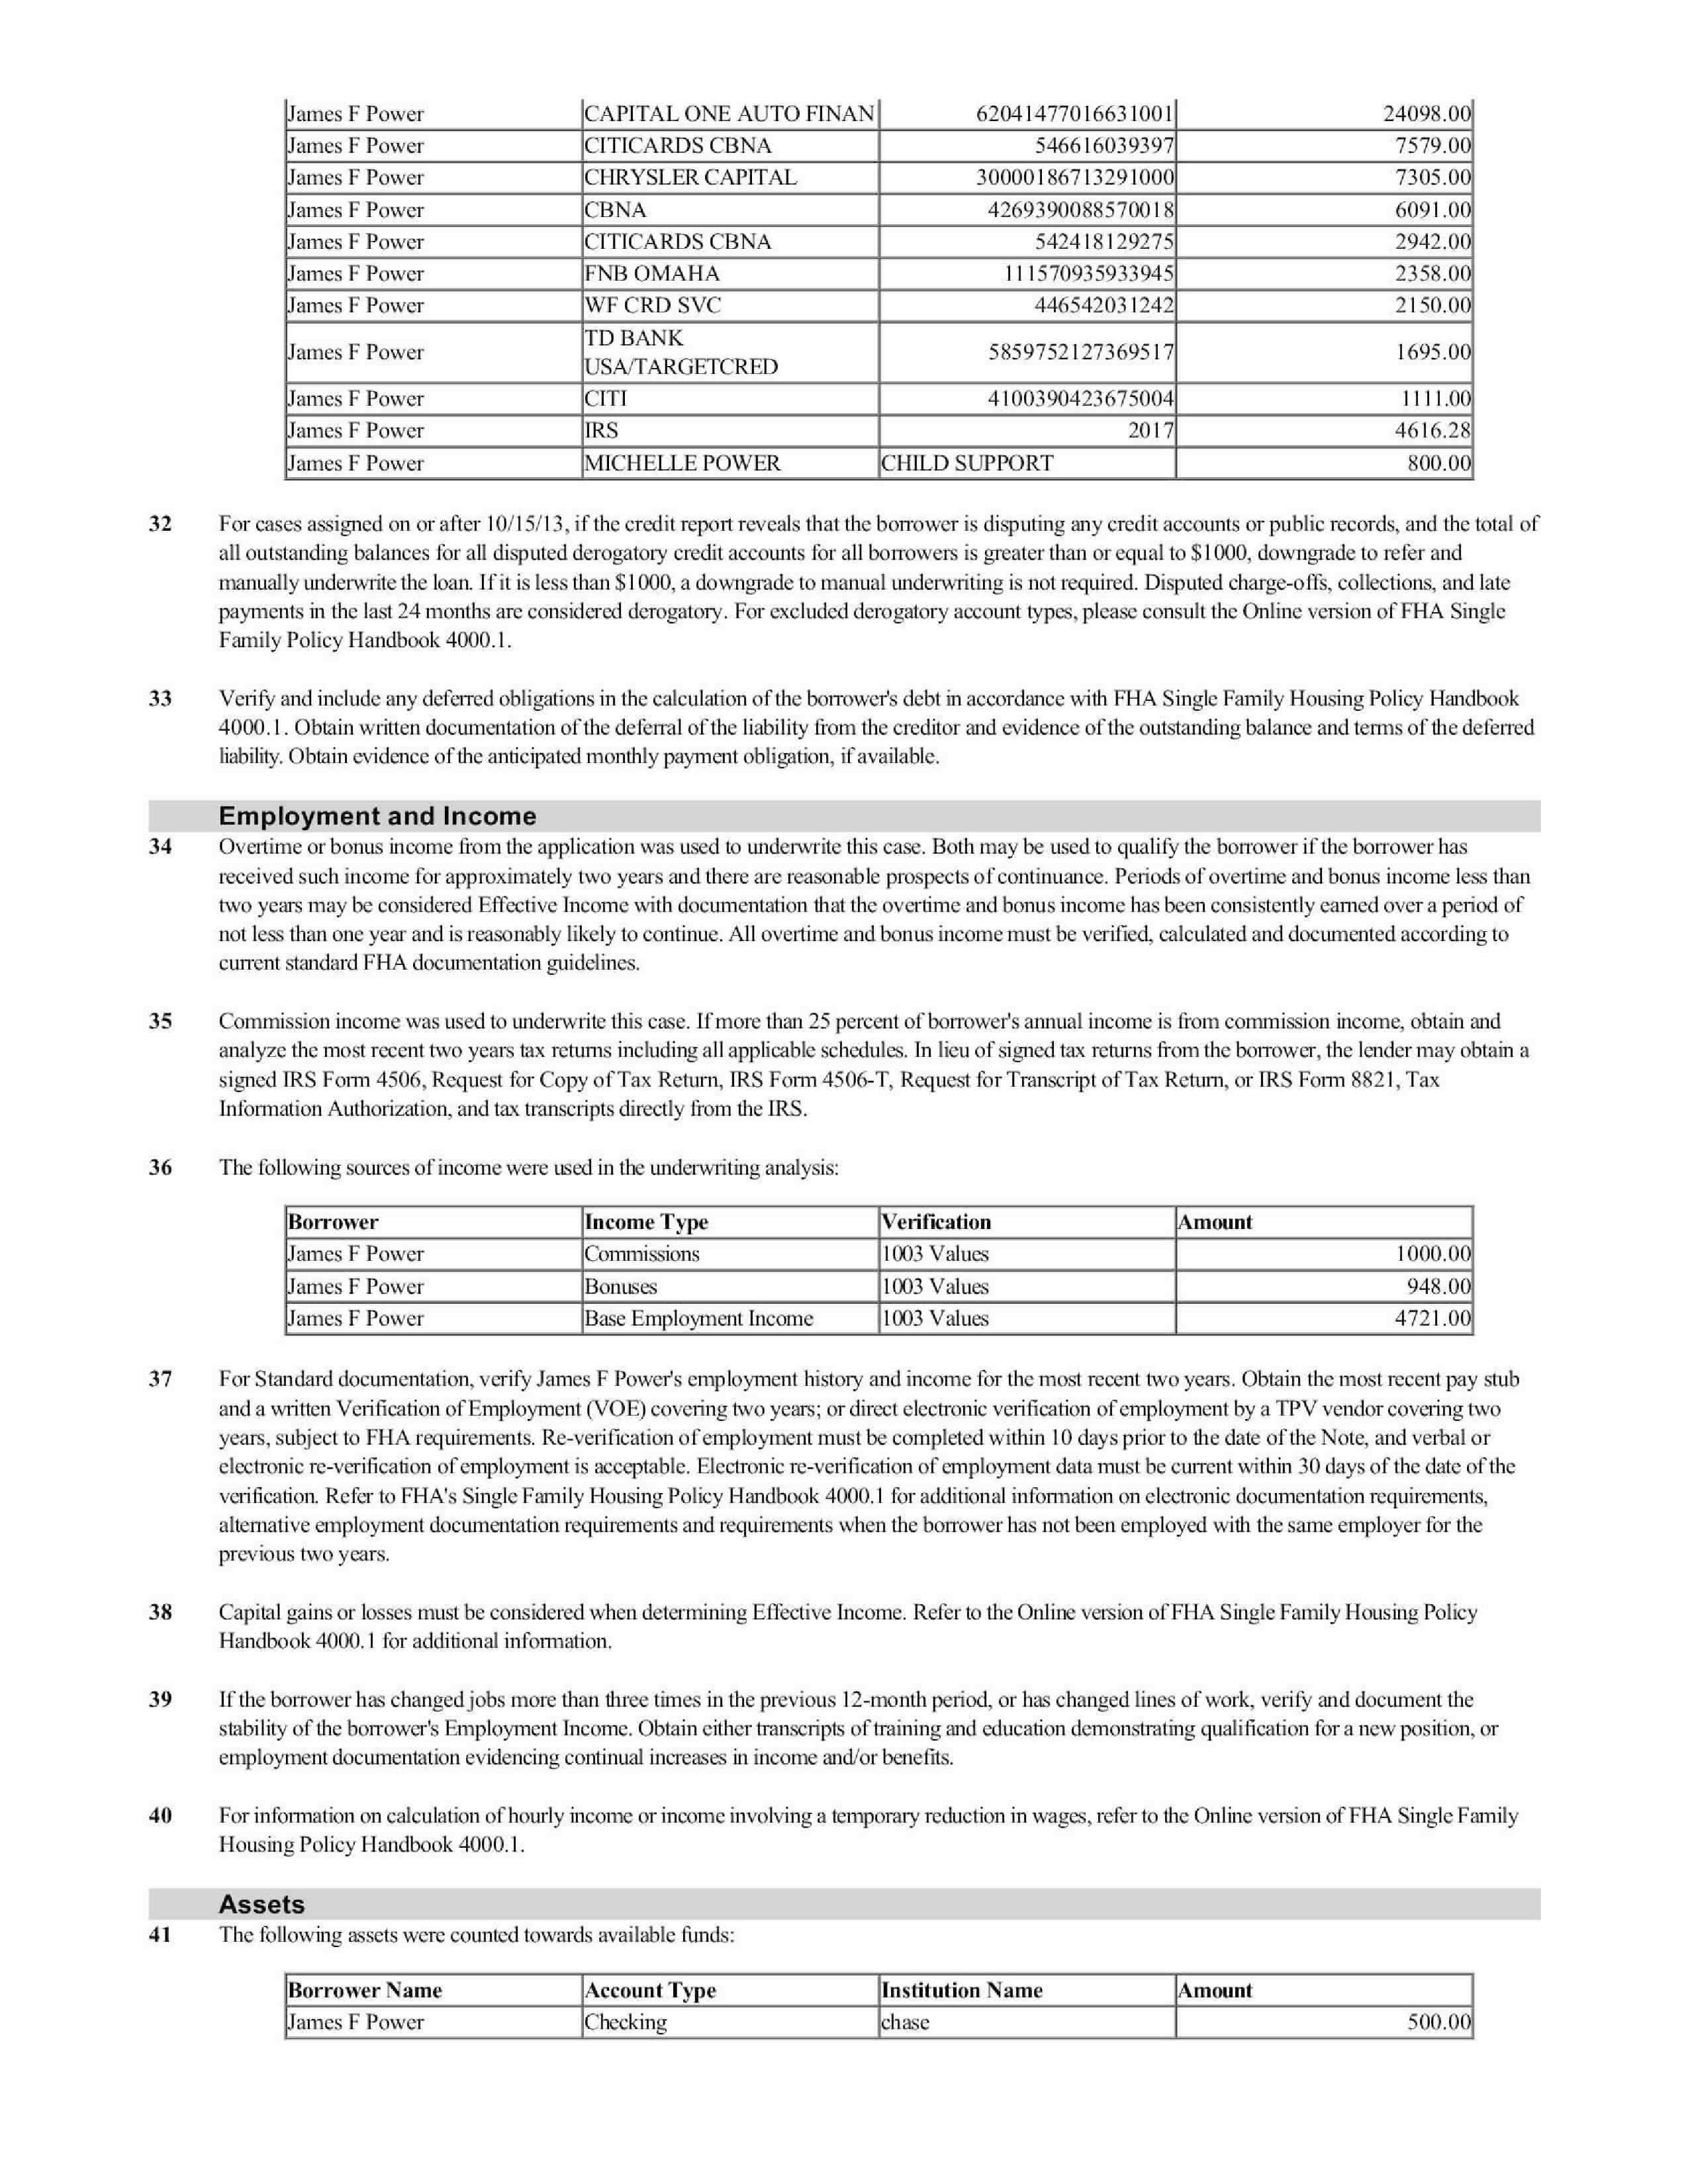 James F Power CAPITAL ONE AUTO FINAN 62041477016631001 24098.00
James F Power CITICARDS CBNA 546616039397 7579.00
James F Power CHRYSLER CAPITAL 30000186713291000 7305.00
James F Power CBNA 4269390088570018 6091.00
James F Power CITICARDS CBNA 542418129275 2942.00
James F Power FNB OMAHA 111570935933945 2358.00
James F Power WF CRD SVC 446542031242 2150.00
James F Power TD BANK USA/TARGETCRED 5859752127369517 1695.00
James F Power CITI 4100390423675004 1111.00
James F Power IRS 2017 4616.28
James F Power MICHELLE POWER CHILD SUPPORT 800.00
32 For cases assigned on or after 10/15/13, if the credit report reveals that the borrower is disputing any credit accounts or public records, and the total of
all outstanding balances for all disputed derogatory credit accounts for all borrowers is greater than or equal to $1000, downgrade to refer and
manually underwrite the loan. If it is less than $1000, a downgrade to manual underwriting is not required. Disputed charge-offs, collections, and late
payments in the last 24 months are considered derogatory. For excluded derogatory account types, please consult the Online version of FHA Single
Family Policy Handbook 4000.1.
33 Verify and include any deferred obligations in the calculation of the borrower's debt in accordance with FHA Single Family Housing Policy Handbook
4000.1. Obtain written documentation of the deferral of the liability from the creditor and evidence of the outstanding balance and terms of the deferred
liability. Obtain evidence of the anticipated monthly payment obligation, if available.
Employment and Income
34 Overtime or bonus income from the application was used to underwrite this case. Both may be used to qualify the borrower if the borrower has
received such income for approximately two years and there are reasonable prospects of continuance. Periods of overtime and bonus income less than
two years may be considered Effective Income with documentation that the overtime and bonus income has been consistently earned over a period of
not less than one year and is reasonably likely to continue. All overtime and bonus income must be verified, calculated and documented according to
current standard FHA documentation guidelines.
35 Commission income was used to underwrite this case. If more than 25 percent of borrower's annual income is from commission income, obtain and
analyze the most recent two years tax returns including all applicable schedules. In lieu of signed tax returns from the borrower, the lender may obtain a
signed IRS Form 4506, Request for Copy of Tax Return, IRS Form 4506-T, Request for Transcript of Tax Return, or IRS Form 8821, Tax
Information Authorization, and tax transcripts directly from the IRS.
36 The following sources of income were used in the underwriting analysis:
Borrower Income Type Verification Amount
James F Power Commissions 1003 Values 1000.00
James F Power Bonuses 1003 Values 948.00
James F Power Base Employment Income 1003 Values 4721.00
37 For Standard documentation, verify James F Power's employment history and income for the most recent two years. Obtain the most recent pay stub
and a written Verification of Employment (VOE) covering two years; or direct electronic verification of employment by a TPV vendor covering two
years, subject to FHA requirements. Re-verification of employment must be completed within 10 days prior to the date of the Note, and verbal or
electronic re-verification of employment is acceptable. Electronic re-verification of employment data must be current within 30 days of the date of the
verification. Refer to FHA's Single Family Housing Policy Handbook 4000.1 for additional information on electronic documentation requirements,
alternative employment documentation requirements and requirements when the borrower has not been employed with the same employer for the
previous two years.
38 Capital gains or losses must be considered when determining Effective Income. Refer to the Online version of FHA Single Family Housing Policy
Handbook 4000.1 for additional information.
39 If the borrower has changed jobs more than three times in the previous 12-month period, or has changed lines of work, verify and document the
stability of the borrower's Employment Income. Obtain either transcripts of training and education demonstrating qualification for a new position, or
employment documentation evidencing continual increases in income and/or benefits.
40 For information on calculation of hourly income or income involving a temporary reduction in wages, refer to the Online version of FHA Single Family
Housing Policy Handbook 4000.1.
Assets
41 The following assets were counted towards available funds:
Borrower Name Account Type Institution Name Amount
James F Power Checking chase 500.00